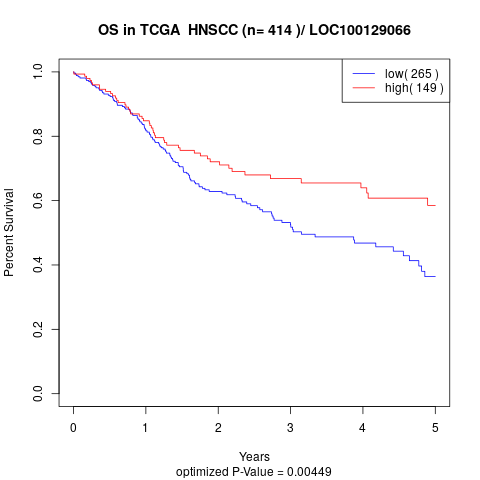 OS in TCGA  HNSCC (n= 414 )/ LOC100129066
low( 265 )
high( 149 )
Percent Survival
1.0
0.8
0.6
0.4
0.2
0.0
0 1 2 3 4 5
Years
optimized P-Value = 0.00449